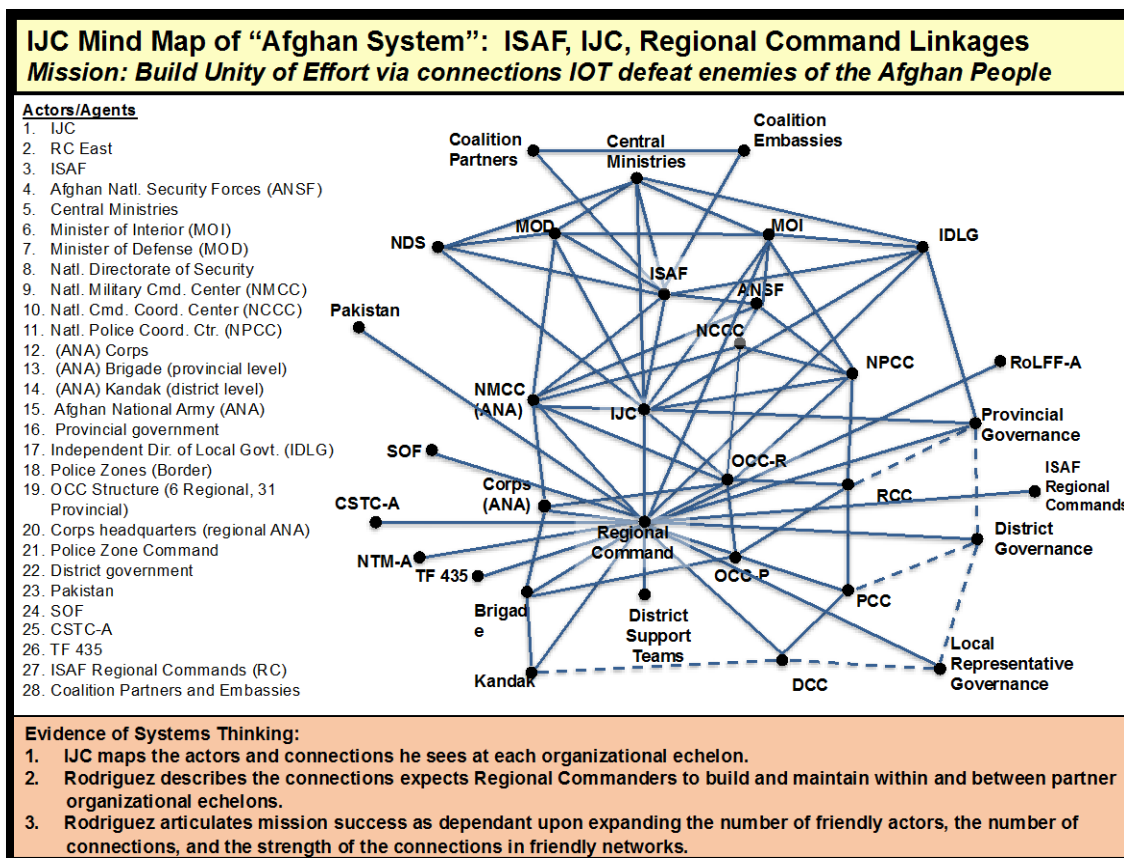 IJC Mind Map of “Afghan System”: ISAF, IJC, Regional Command Linkages
Mission: Build Unity of Effort via connections IOT defeat enemies of the Afghan People
Actors/Agents
1. IJC
2. RC East
3. ISAF
4. Afghan Natl. Security Forces (ANSF)
5. Central Ministries
6. Minister of Interior (MOI)
7. Minister of Defense (MOD)
8. Natl. Directorate of Security
9. Natl. Military Cmd. Center (NMCC)
10. Natl. Cmd. Coord. Center (NCCC)
11. Natl. Police Coord. Ctr. (NPCC)
12. (ANA) Corps
13. (ANA) Brigade (provincial level)
14. (ANA) Kandak (district level)
15. Afghan National Army (ANA)
16. Provincial government
17. Independent Dir. of Local Govt. (IDLG)
18. Police Zones (Border)
19. OCC Structure (6 Regional, 31
Provincial)
20. Corps headquarters (regional ANA)
21. Police Zone Command
22. District government
23. Pakistan
24. SOF
25. CSTC-A
26. TF 435
27. ISAF Regional Commands (RC)
28. Coalition Partners and Embassies
Coalition
Partners
Central
Ministries
Coalition
Embassies
NDS
MOD
MOI
IDLG
ISAF
ANSF
Pakistan
NCCC
NMCC
(ANA)
IJC
NPCC
RoLFF-A
Provincial
Governance
SOF
OCC-R
Corps
(ANA)
RCC
ISAF
Regional
Commands
CSTC-A
Regional
Command
District
Governance
NTM-A
TF 435
OCC-P
PCC
Brigad
e
District
Support
Teams
Kandak
DCC
Local
Representative
Governance
Evidence of Systems Thinking:
1. IJC maps the actors and connections he sees at each organizational echelon.
2. Rodriguez describes the connections expects Regional Commanders to build and maintain within and between partner
organizational echelons.
3. Rodriguez articulates mission success as dependant upon expanding the number of friendly actors, the number of
connections, and the strength of the connections in friendly networks.